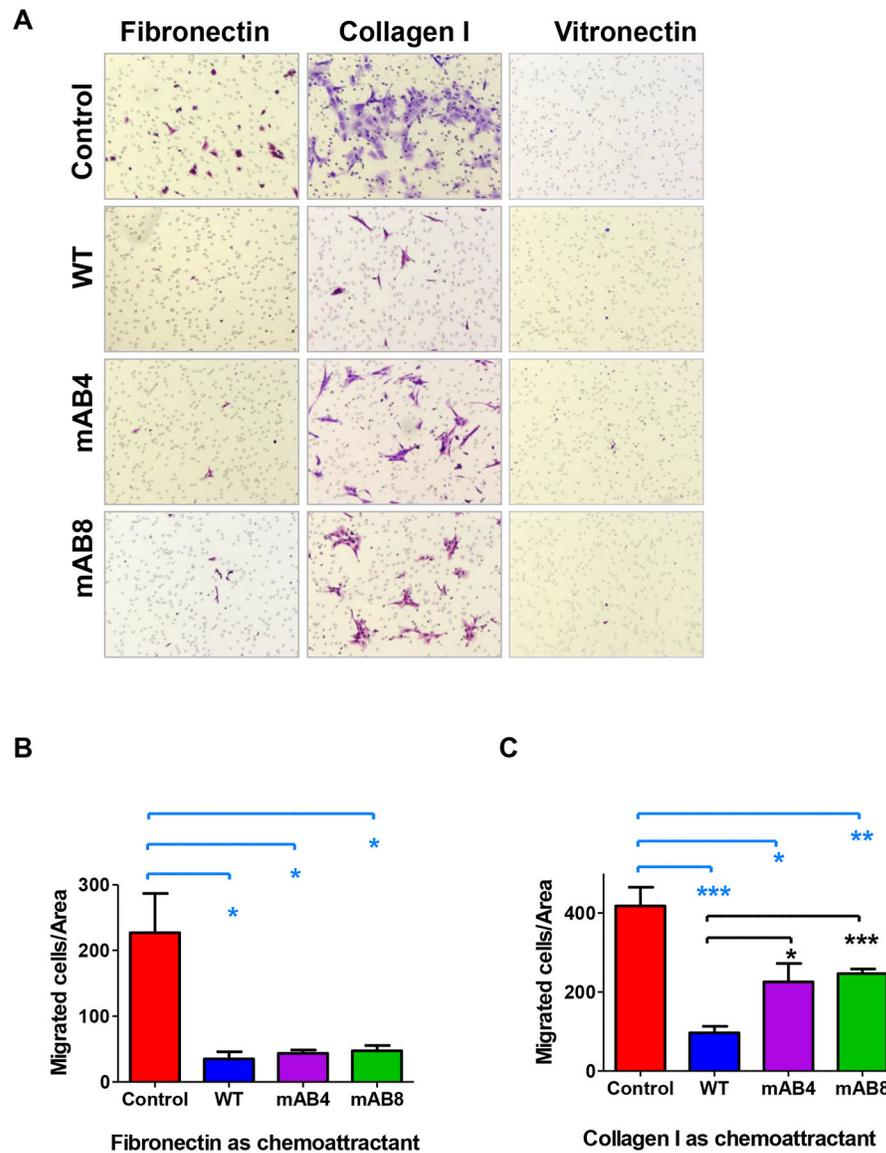 A
Fibronectin Collagen I Vitronectin
Control
WT
mAB4
mAB8
B
Migrated cells/Area
300
200
100
0
*
*
*
Control WT mAB4 mAB8
Fibronectin as chemoattractant
C
Migrated cells/Area
400
200
0
**
*
***
***
*
Control WT mAB4 mAB8
Collagen I as chemoattractant